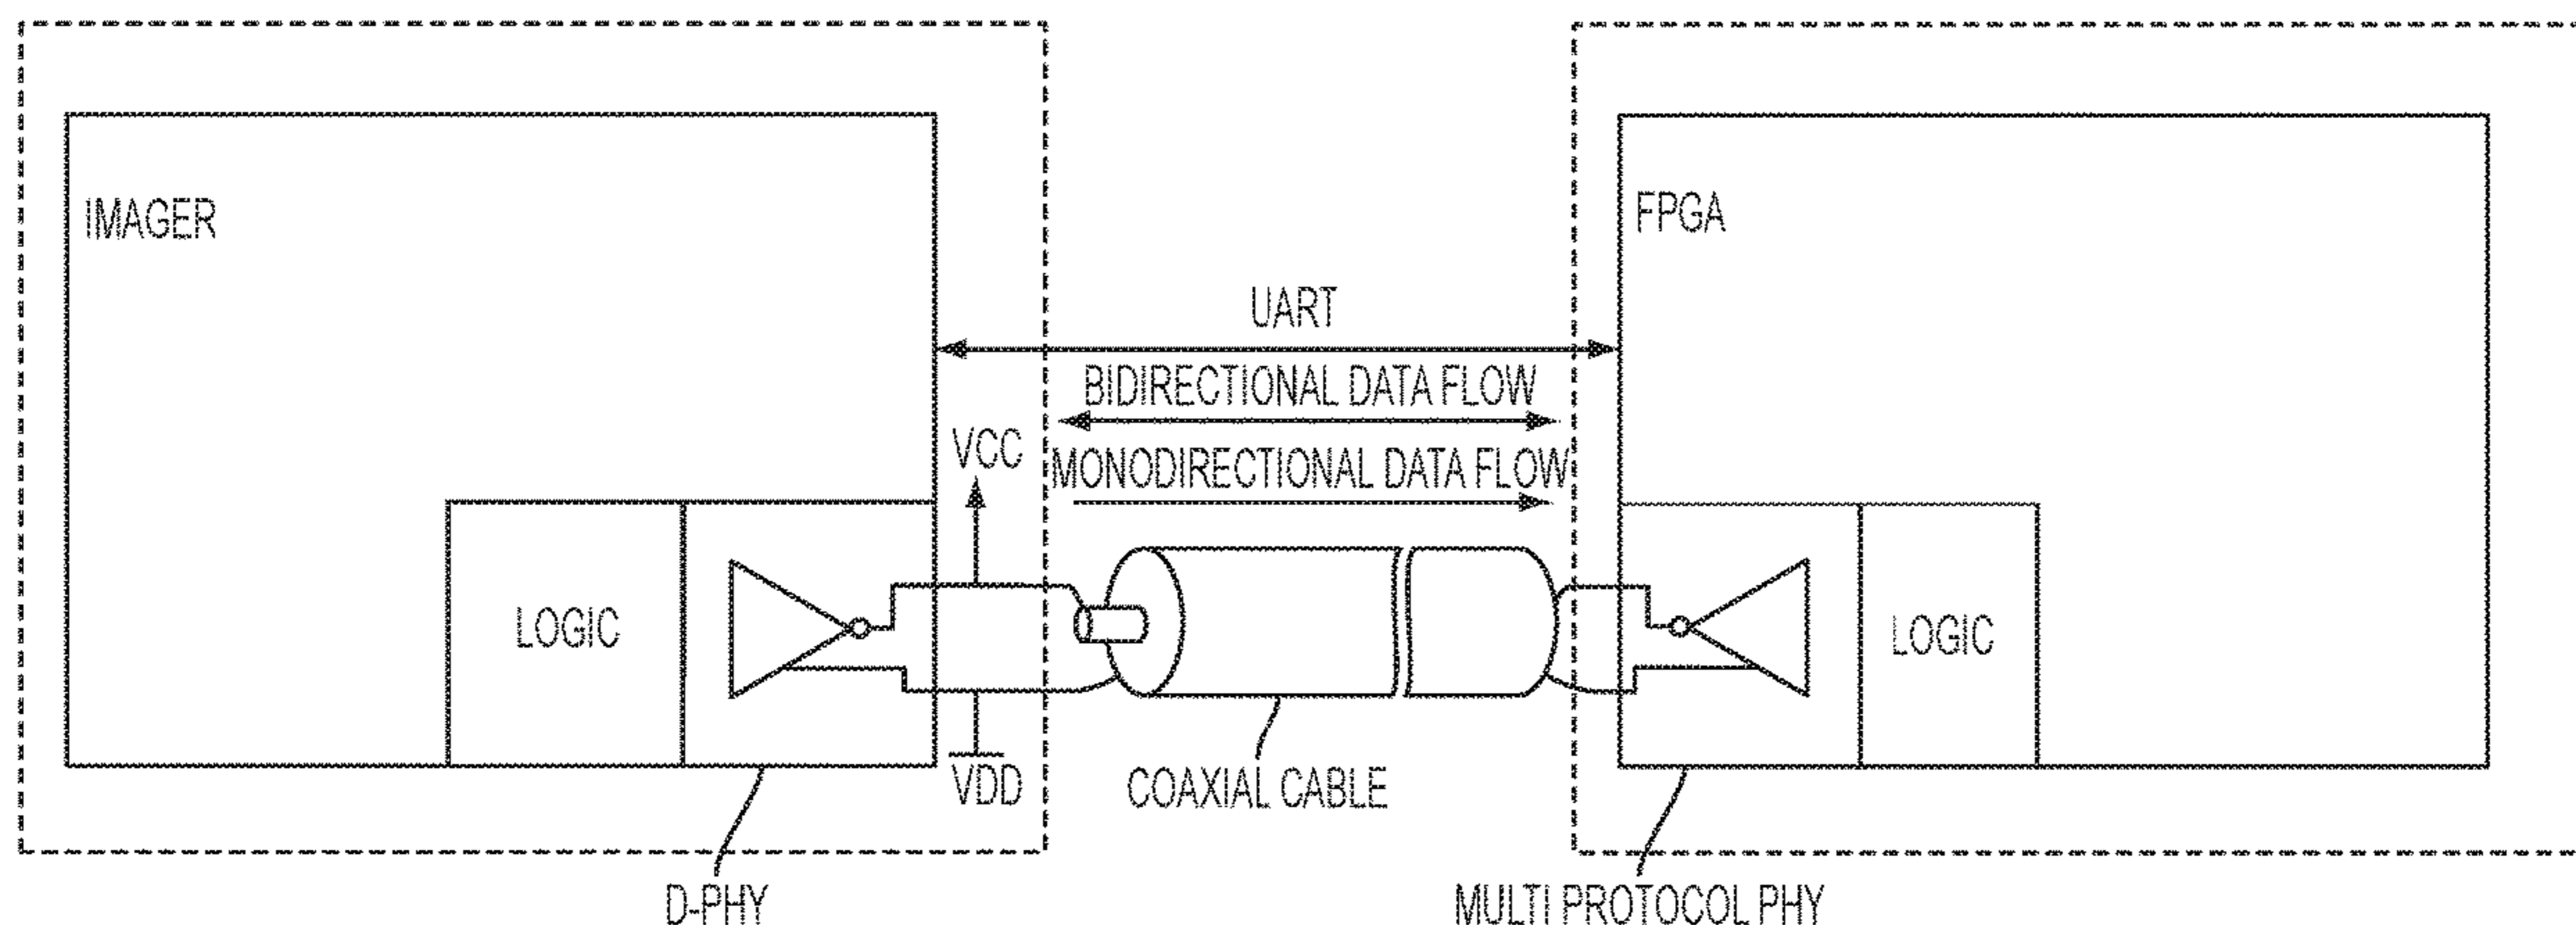 IMAGER
FPGA
UART
BIDIRECTIONAL DATA FLOW
VCC
MONODIRECTIONAL DATA FLOW
LOGIC
LOGIC
VDD
COAXIAL CABLE
D-PHY
MULTI PROTOCOL PHY